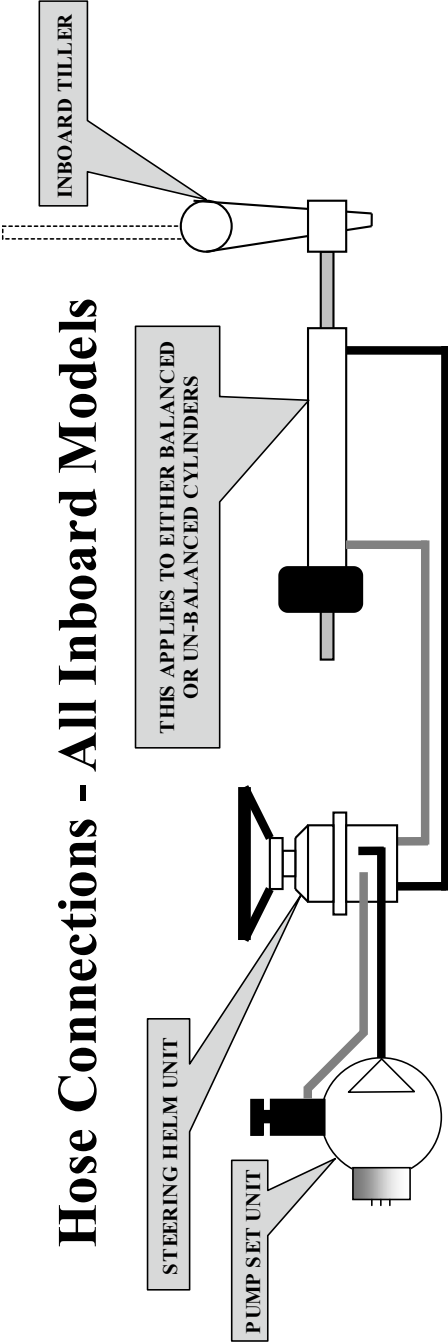 Hose Connections - All Inboard Models
INBOARD TILLER
THIS APPLIES TO EITHER BALANCED
OR UN-BALANCED CYLINDERS
STEERING HELM UNIT
PUMP SET UNIT